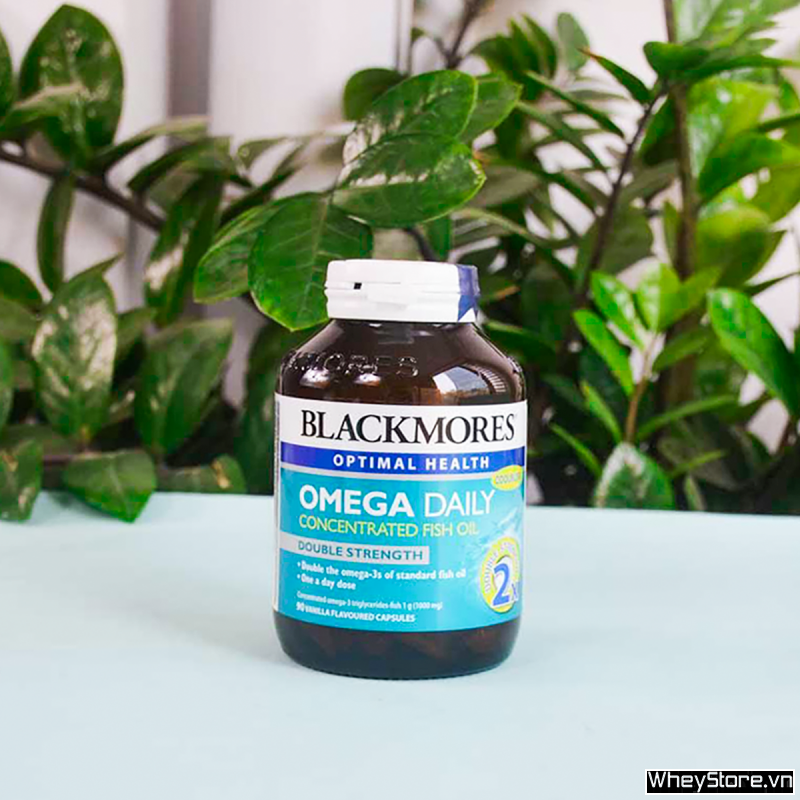 BLACKMORES
OPTIMAL HEALTH
OMEGA DAILY
CONCENTRATED FISH OIL
DOUBLE STRENGTH
• Double the omega-3s of standard fish oil
• One a day dose
Concentrated omega-3 triglycerides-fish 1 g (1000 mg)
90 VANILLA FLAVOURED CAPSULES
2x
WheyStore.vn